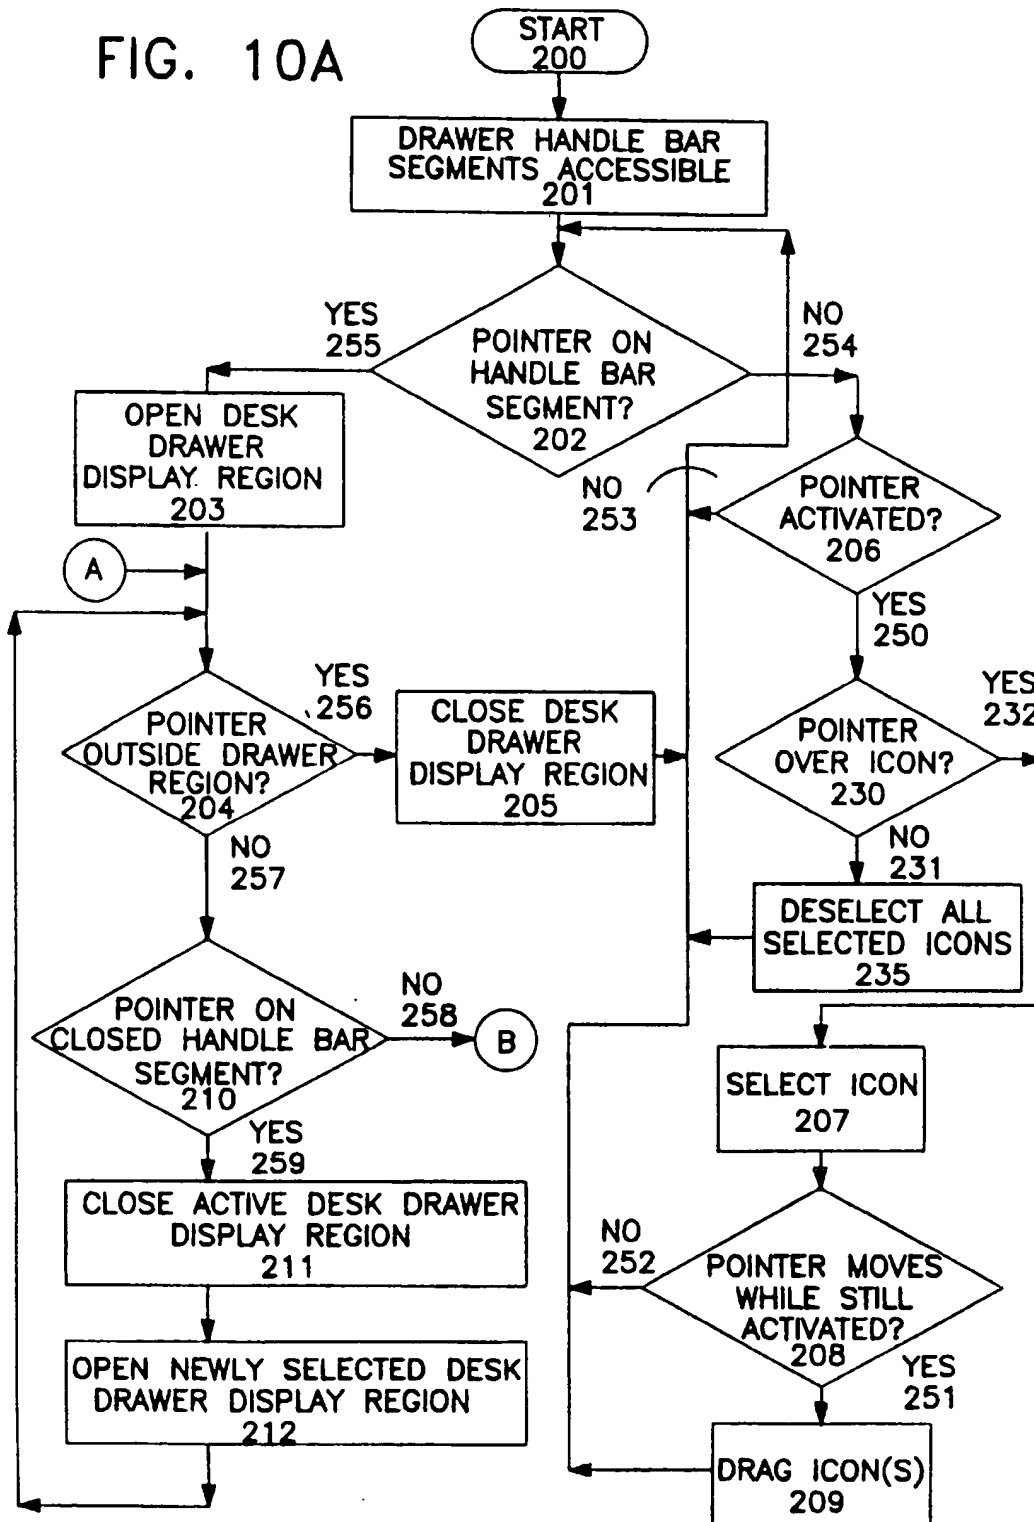 FIG. 10A
START
200
DRAWER HANDLE BAR
SEGMENTS ACCESSIBLE
201
YES
255
POINTER ON
HANDLE BAR
SEGMENT?
202
NO
254
OPEN DESK
DRAWER
DISPLAY REGION
203
NO
253
POINTER
ACTIVATED?
206
A
YES
250
YES
256
POINTER
OUTSIDE DRAWER
REGION?
204
CLOSE DESK
DRAWER
DISPLAY REGION
205
POINTER
OVER ICON?
230
YES
232
NO
257
NO
231
DESELECT ALL
SELECTED ICONS
235
POINTER ON
CLOSED HANDLE BAR
SEGMENT?
210
NO
258
B
SELECT ICON
207
YES
259
CLOSE ACTIVE DESK DRAWER
DISPLAY REGION
211
NO
252
POINTER MOVES
WHILE STILL
ACTIVATED?
208
YES
251
OPEN NEWLY SELECTED DESK
DRAWER DISPLAY REGION
212
DRAG ICON(S)
209